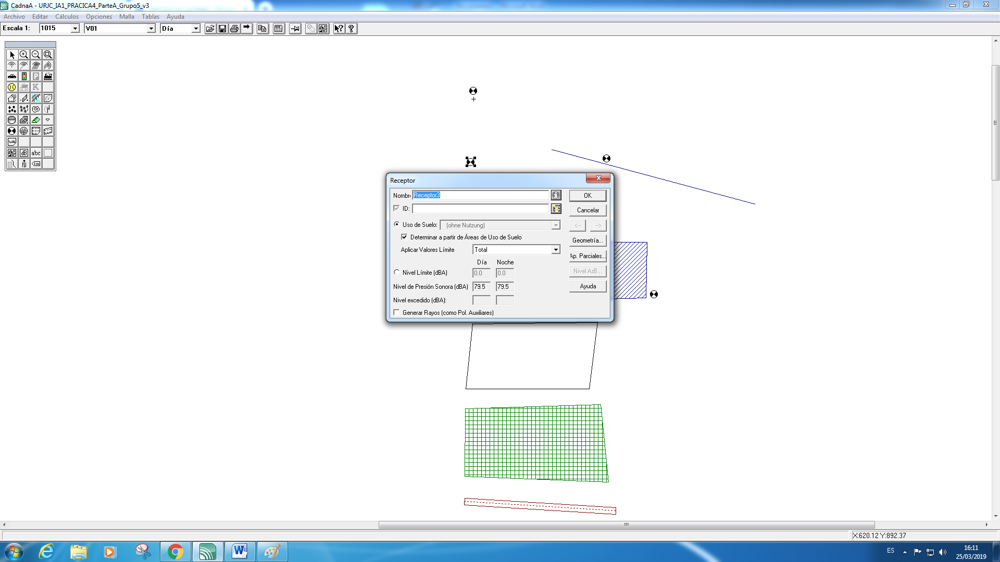 CadnaA - URJC_IA1_PRACICA4_ParteA_Grupo5_v3
Archivo Editar Cálculos Opciones Malla Tablas Ayuda
Escala 1: 1015 V01 Día
P
K
G
WA
dB abc
Receptor
Nombr Receptor3 OK
ID: Cancelar
Uso de Suelo: (ohne Nutzung) <-- -->
Determinar a partir de Áreas de Uso de Suelo Geometría...
Aplicar Valores Límite Total
Ap. Parciales...
Día Noche
Nivel Límite (dBA) 0.0 0.0 Nivel AzB...
Nivel de Presión Sonora (dBA) 79.5 79.5 Ayuda
Nivel excedido (dBA):
Generar Rayos (como Pol. Auxiliares)
X:620.12 Y:892.37
ES
16:11
25/03/2019